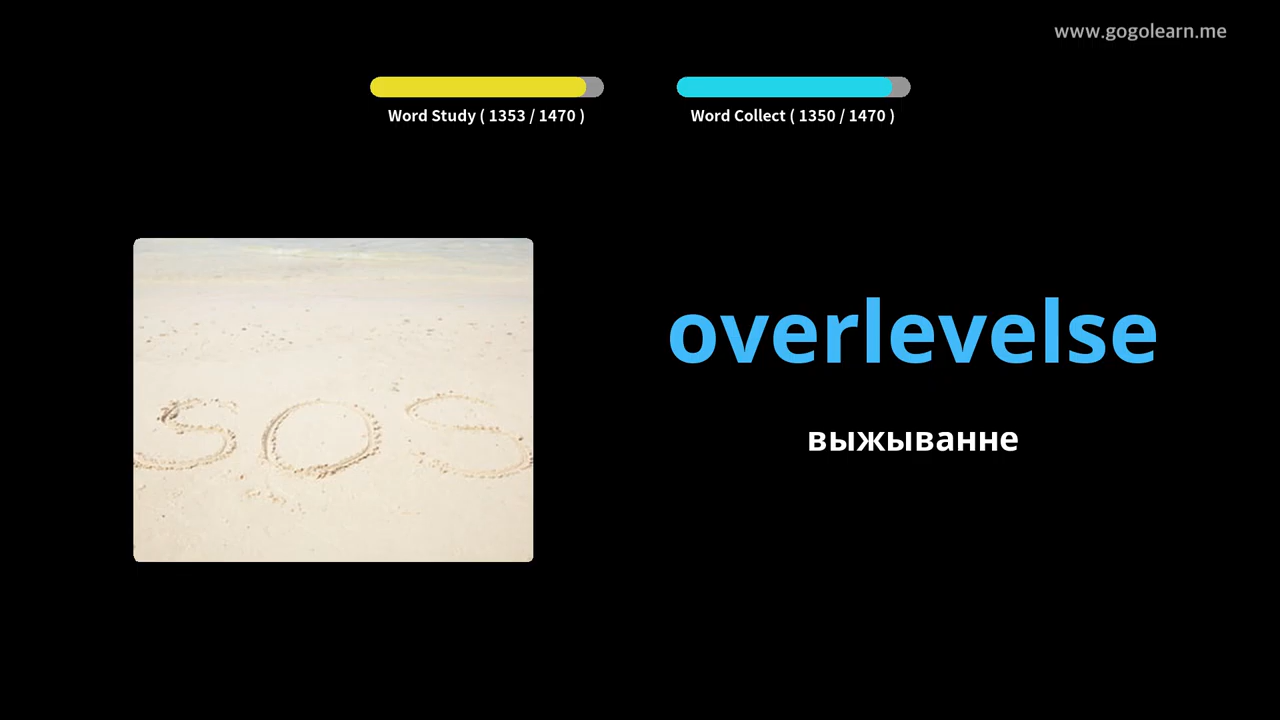 www.gogolearn.me
Word Study ( 1353 / 1470 )
Word Collect ( 1350 / 1470 )
SOS
overlevelse
выжыванне